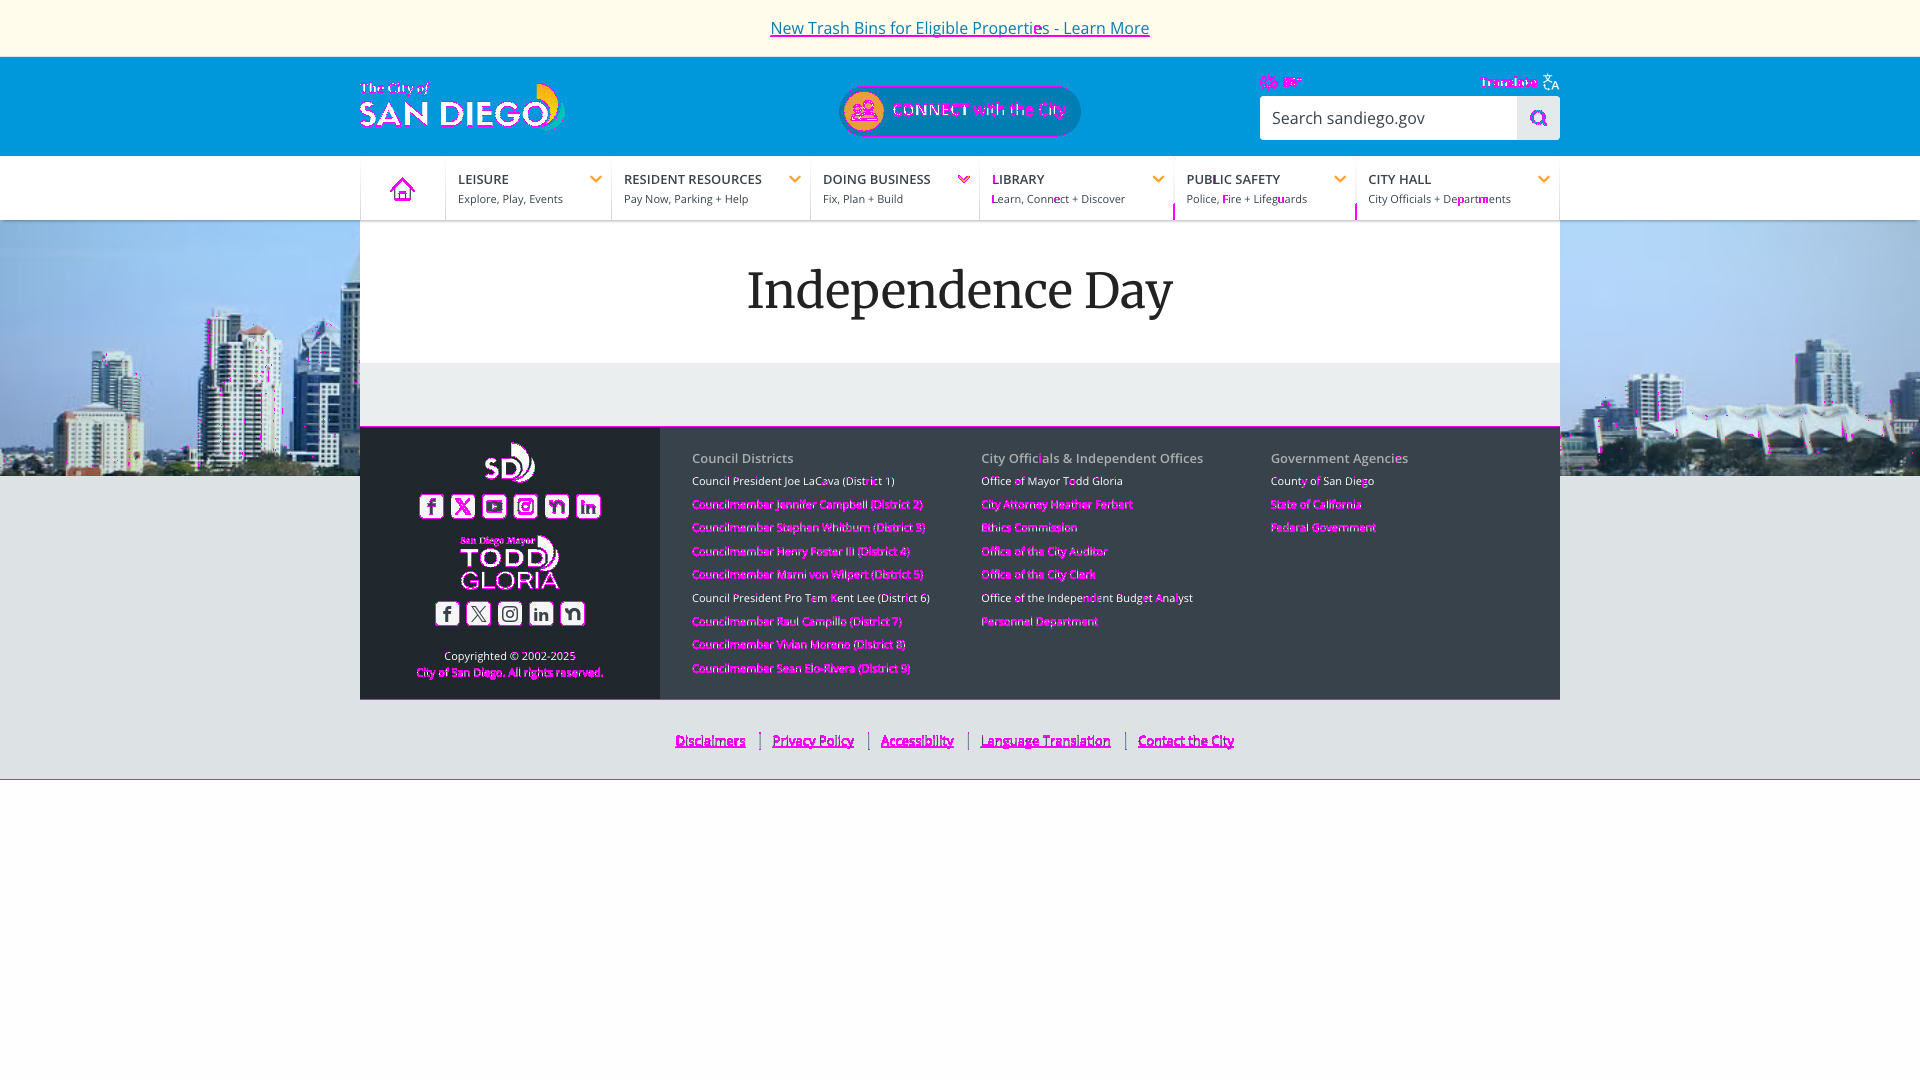 New Trash Bins for Eligible Properties - Learn More
The City of
SAN DIEGO
CONNECT with the City
Translate
Search sandiego.gov
LEISURE
Explore, Play, Events
RESIDENT RESOURCES
Pay Now, Parking + Help
DOING BUSINESS
Fix, Plan + Build
LIBRARY
Learn, Connect + Discover
PUBLIC SAFETY
Police, Fire + Lifeguards
CITY HALL
City Officials + Departments
Independence Day
SD
San Diego Mayor
TODD
GLORIA
Copyrighted © 2002-2025
City of San Diego. All rights reserved.
Council Districts
Council President Joe LaCava (District 1)
Councilmember Jennifer Campbell (District 2)
Councilmember Stephen Whitburn (District 3)
Councilmember Henry Foster III (District 4)
Councilmember Marni von Wilpert (District 5)
Council President Pro Tem Kent Lee (District 6)
Councilmember Raul Campillo (District 7)
Councilmember Vivian Moreno (District 8)
Councilmember Sean Elo-Rivera (District 9)
City Officials & Independent Offices
Office of Mayor Todd Gloria
City Attorney Heather Ferbert
Ethics Commission
Office of the City Auditor
Office of the City Clerk
Office of the Independent Budget Analyst
Personnel Department
Government Agencies
County of San Diego
State of California
Federal Government
Disclaimers
Privacy Policy
Accessibility
Language Translation
Contact the City